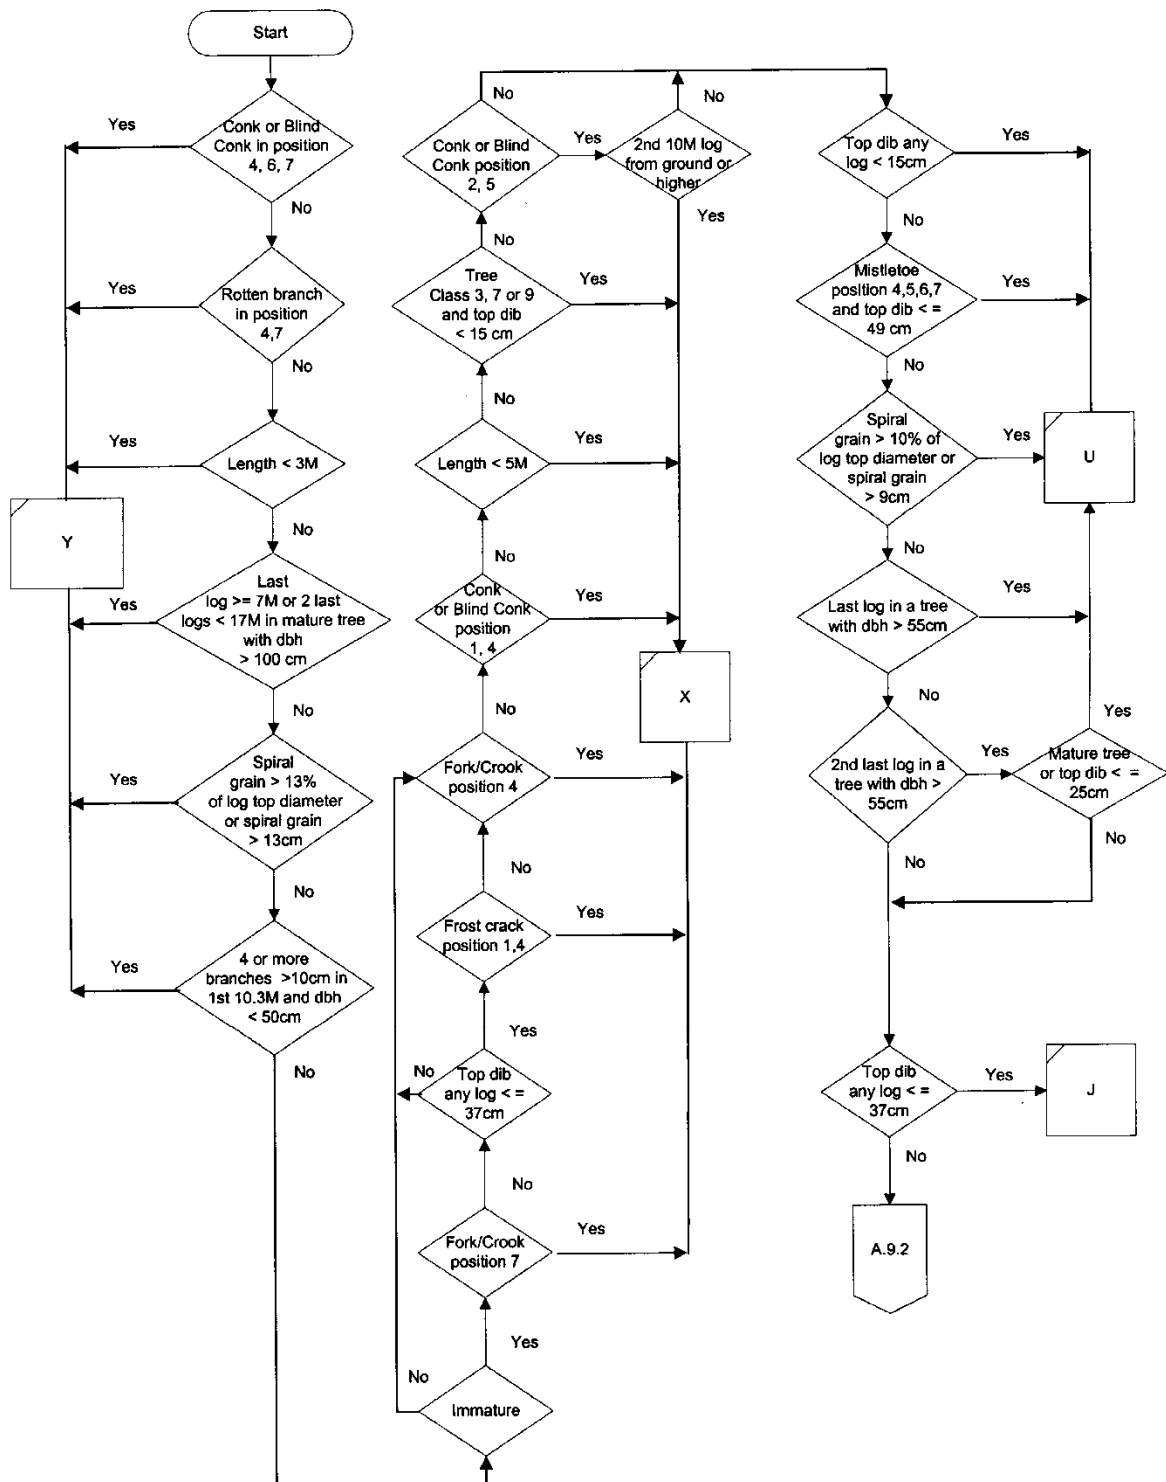 Start
Conk or Blind
Conk in position
4, 6, 7
Yes
No
Rotten branch
in position
4,7
Yes
No
Length < 3M
Yes
No
Y
Last
log >= 7M or 2 last
logs < 17M in mature tree
with dbh
> 100 cm
Yes
No
Spiral
grain > 13%
of log top diameter
or spiral grain
> 13cm
Yes
No
4 or more
branches >10cm in
1st 10.3M and dbh
< 50cm
Yes
No
No
No
Conk or Blind
Conk position
2, 5
Yes
2nd 10M log
from ground or
higher
Yes
No
Tree
Class 3, 7 or 9
and top dib
< 15 cm
Yes
No
Length < 5M
Yes
No
Conk
or Blind Conk
position
1, 4
Yes
X
No
Fork/Crook
position 4
Yes
No
Frost crack
position 1,4
Yes
Yes
No
Top dib
any log < =
37cm
No
Fork/Crook
position 7
Yes
Yes
No
Immature
Top dib any
log < 15cm
Yes
No
Mistletoe
position 4,5,6,7
and top dib < =
49 cm
Yes
No
Spiral
grain > 10% of
log top diameter or
spiral grain
> 9cm
Yes
U
No
Last log in a tree
with dbh > 55cm
Yes
No
Yes
2nd last log in a
tree with dbh >
55cm
Yes
Mature tree
or top dib < =
25cm
No
No
Top dib
any log < =
37cm
Yes
J
No
A.9.2